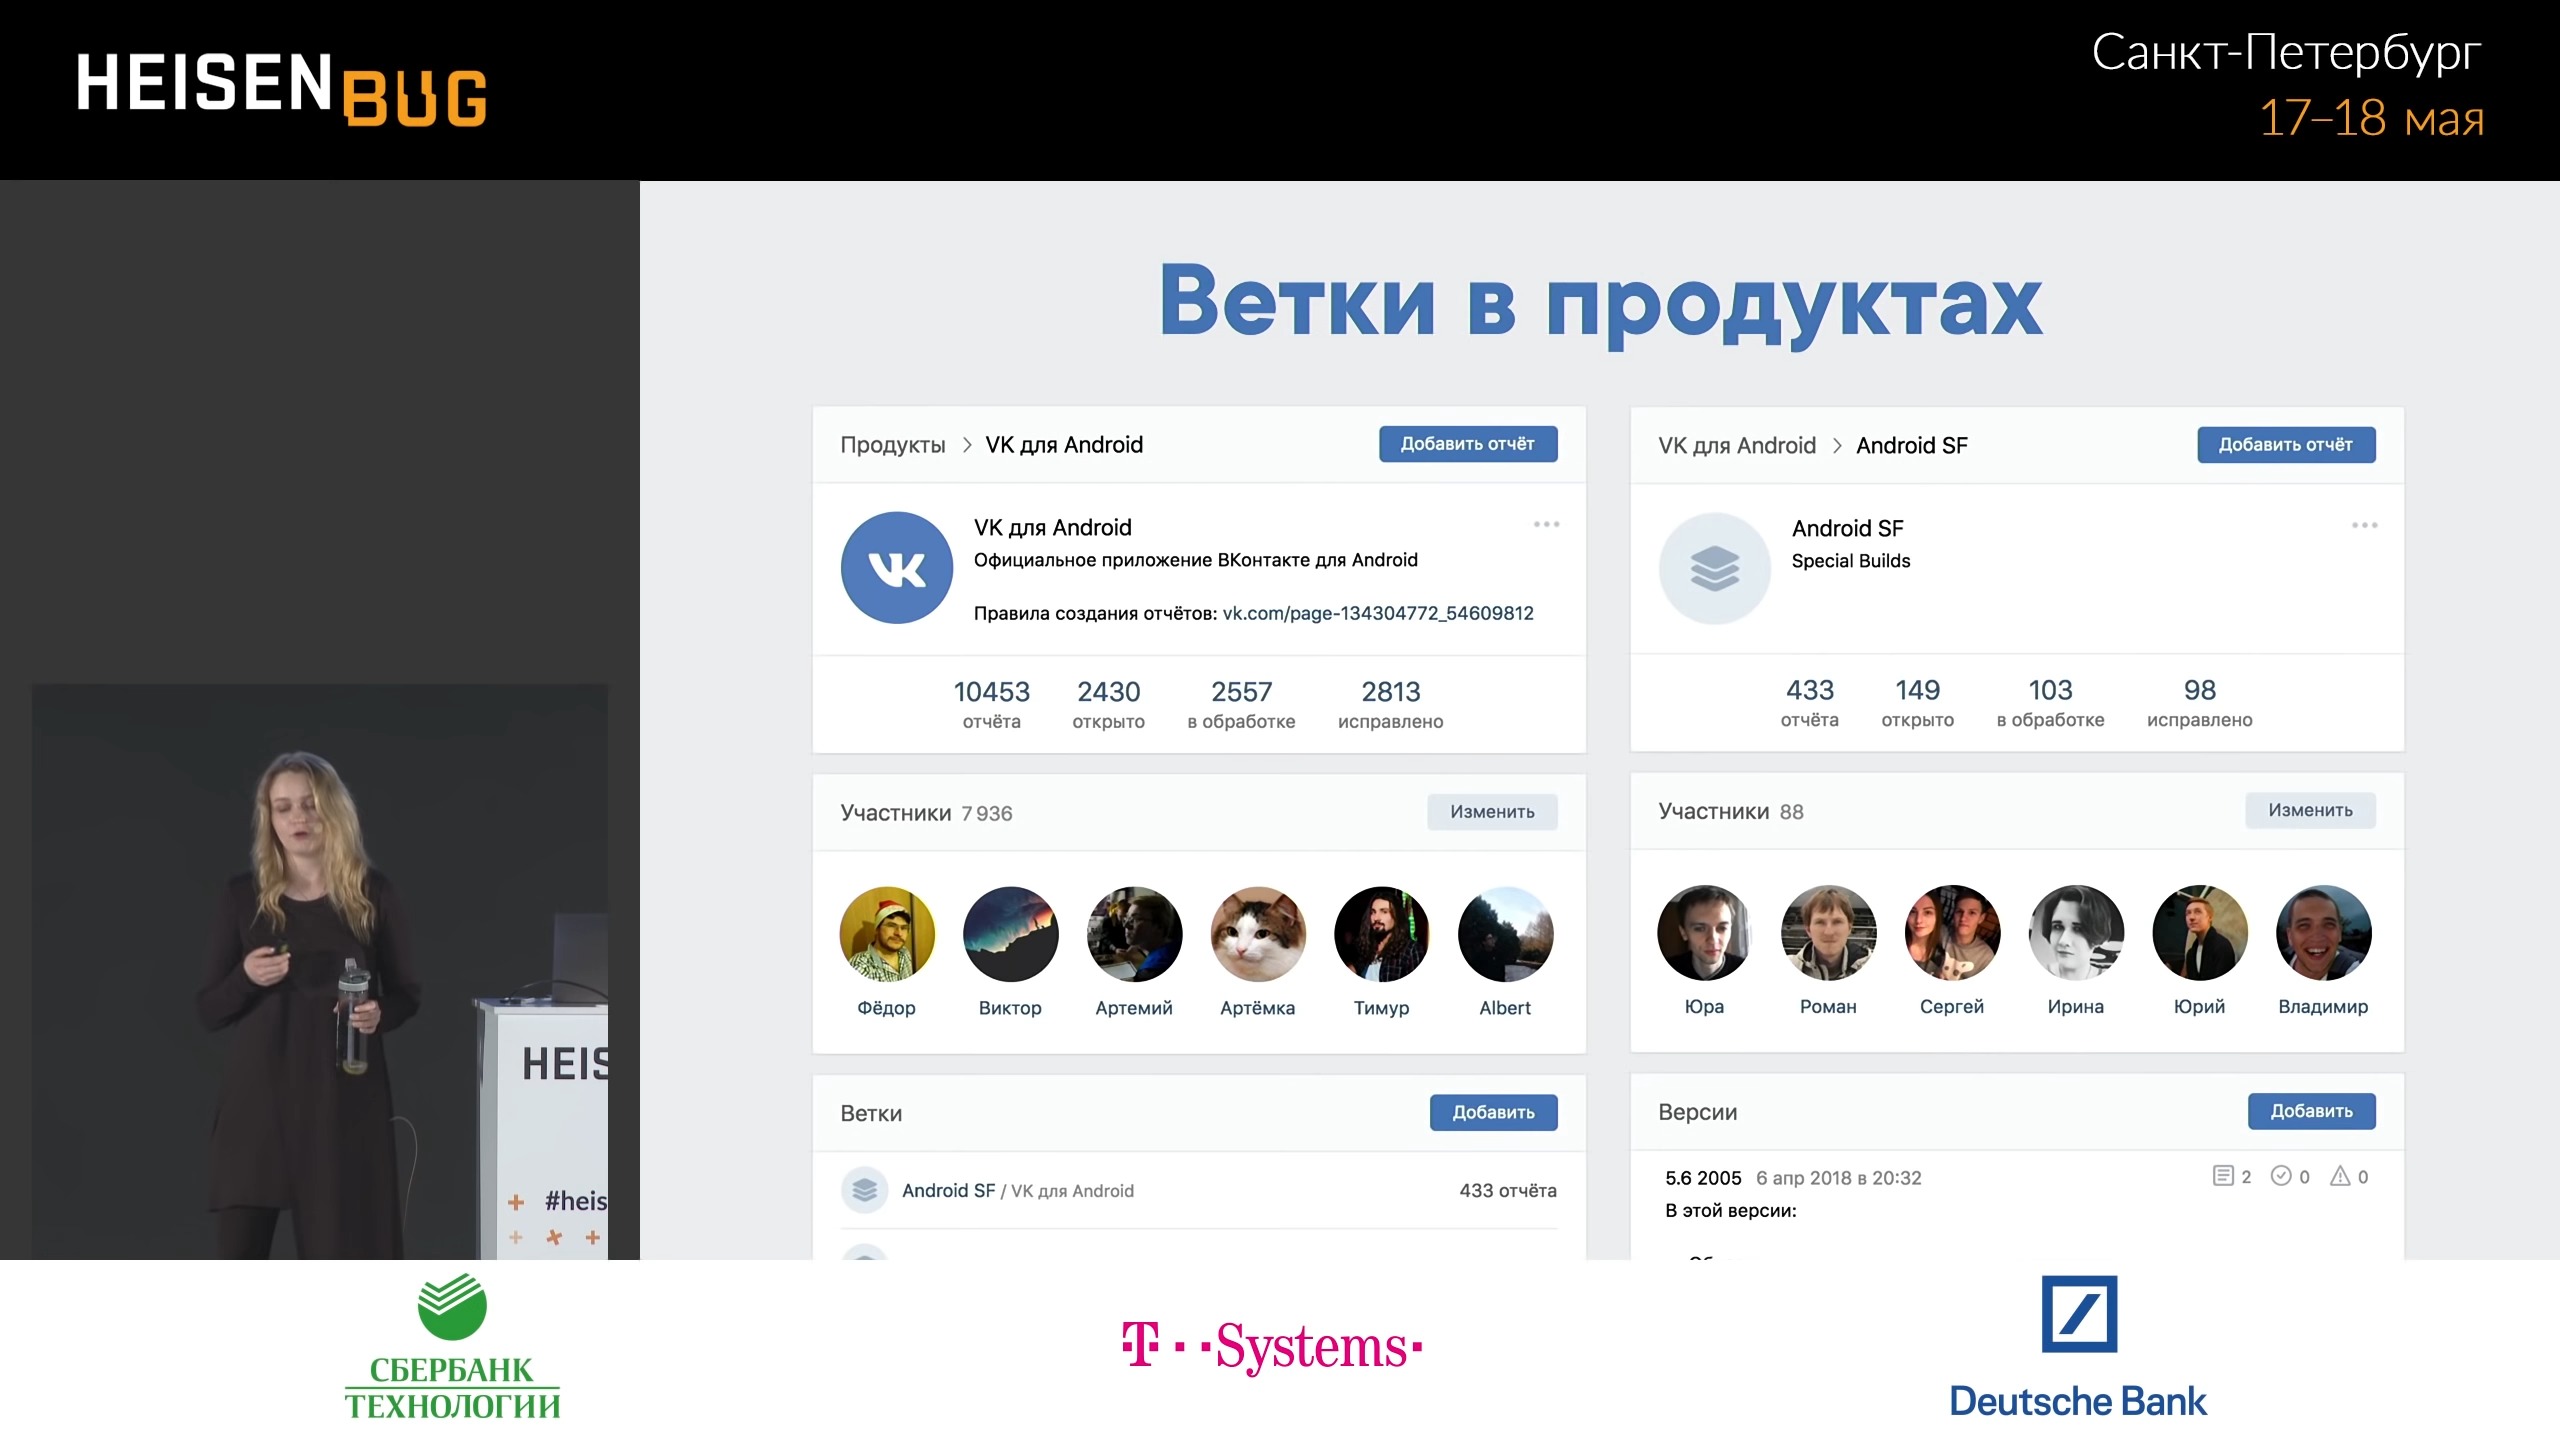 HEISENBUG
Санкт-Петербург
17–18 мая
Ветки в продуктах
Продукты > VK для Android
Добавить отчёт
VK для Android
Официальное приложение ВКонтакте для Android
Правила создания отчётов: vk.com/page-134304772_54609812
10453 2430 2557 2813
отчёта открыто в обработке исправлено
Участники 7 936
Изменить
Фёдор Виктор Артемий Артёмка Тимур Albert
Ветки
Добавить
Android SF / VK для Android
433 отчёта
VK для Android > Android SF
Добавить отчёт
Android SF
Special Builds
433 149 103 98
отчёта открыто в обработке исправлено
Участники 88
Изменить
Юра Роман Сергей Ирина Юрий Владимир
Версии
Добавить
5.6 2005 6 апр 2018 в 20:32
2 0 0
В этой версии:
HEIS
#heis
СБЕРБАНК
ТЕХНОЛОГИИ
T··Systems·
Deutsche Bank